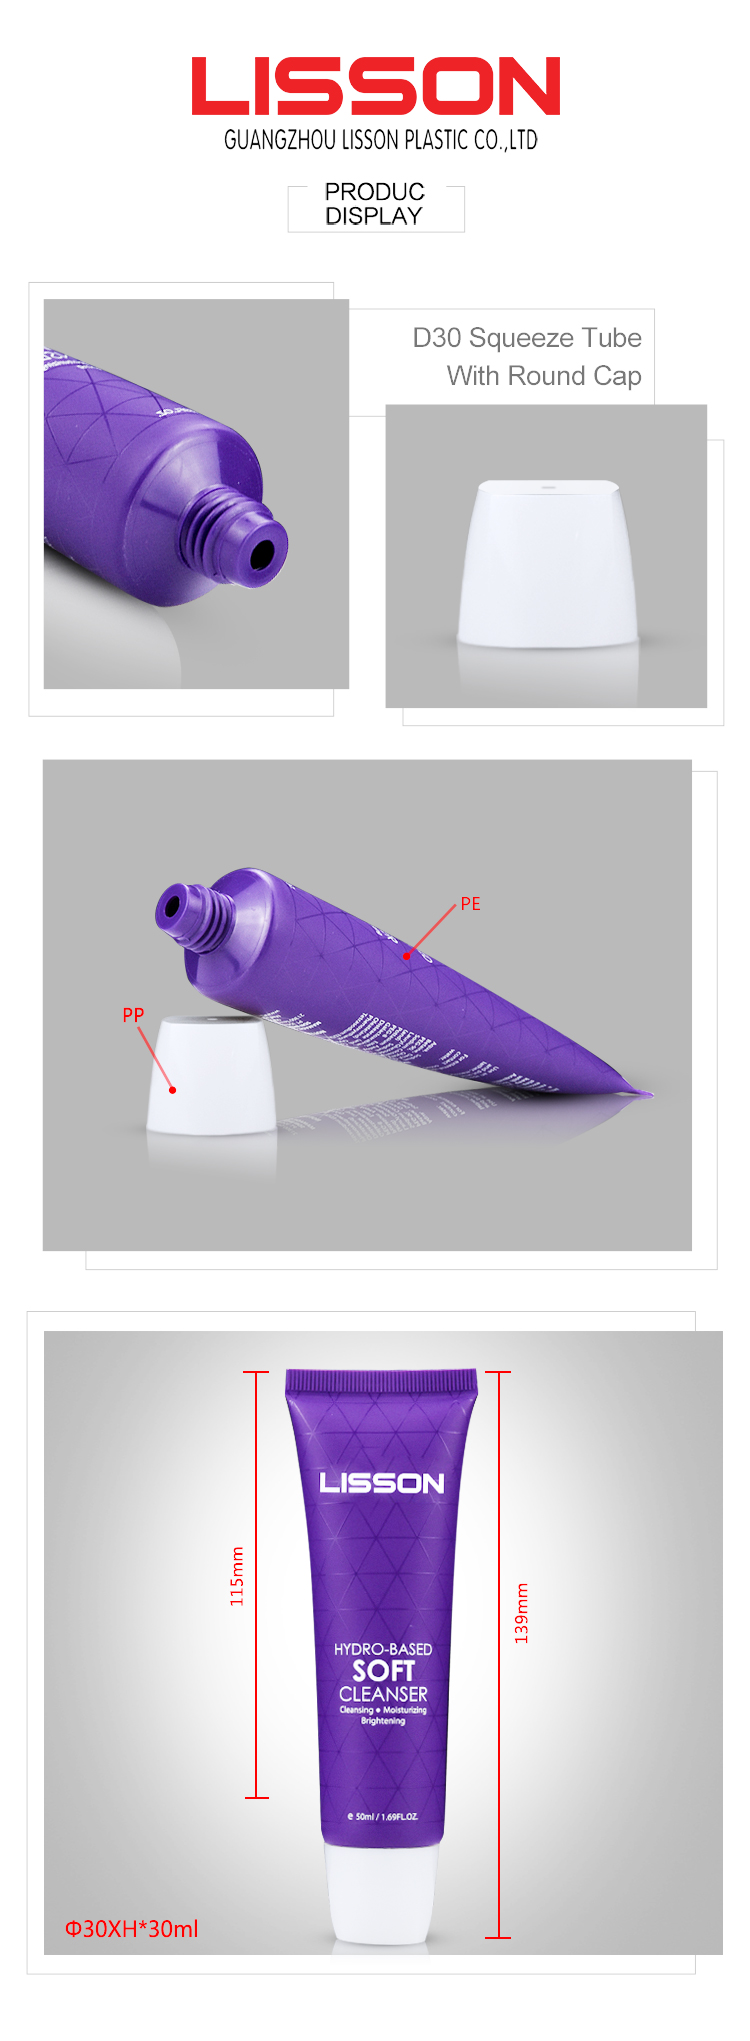 LISSON
GUANGZHOU LISSON PLASTIC CO.,LTD
PRODUC
DISPLAY
D30 Squeeze Tube
With Round Cap
PE
PP
115mm
139mm
LISSON
HYDRO-BASED
SOFT
CLEANSER
Cleansing • Moisturizing
Brightening
e 50ml / 1.69FL.OZ.
Φ30XH*30ml